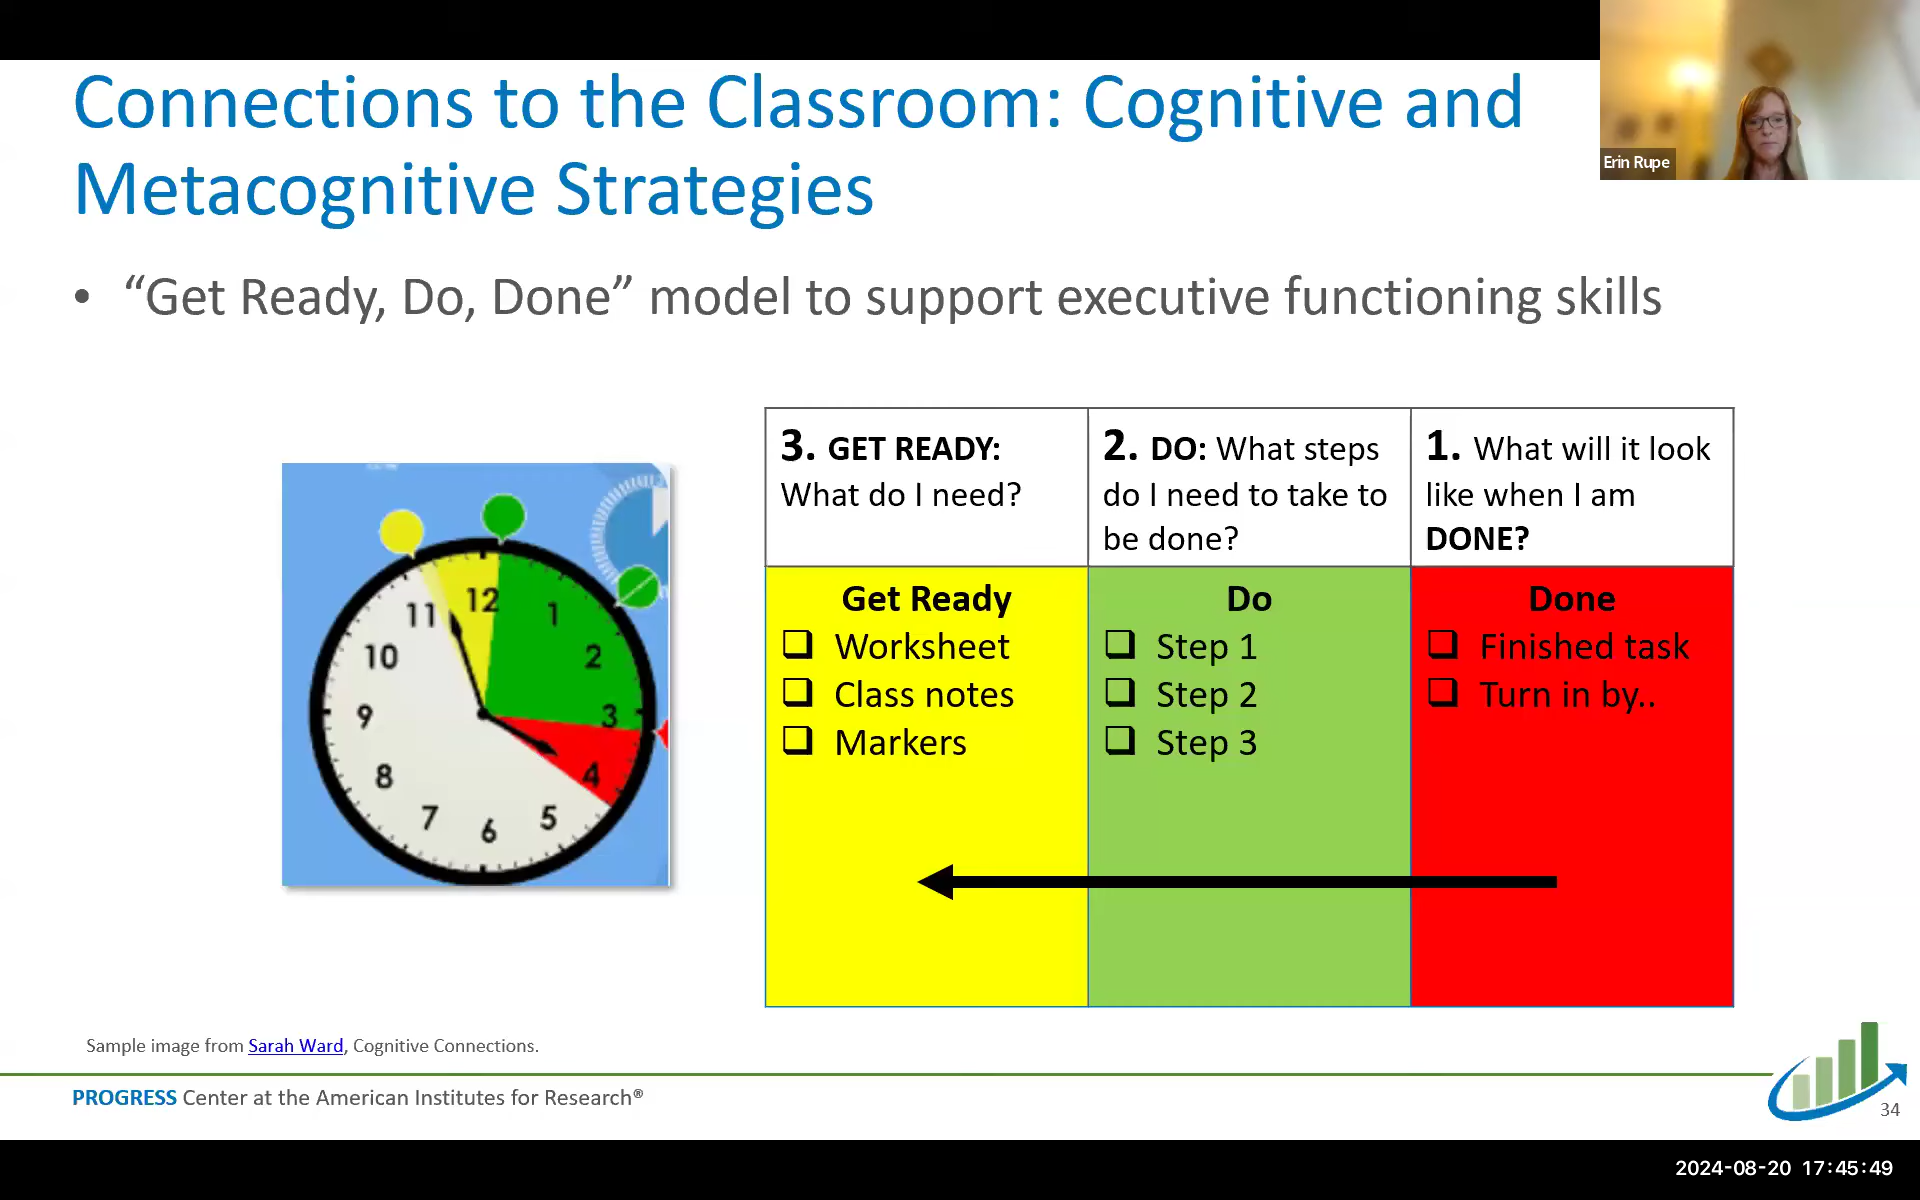 Connections to the Classroom: Cognitive and
Metacognitive Strategies
Erin Rupe
• “Get Ready, Do, Done” model to support executive functioning skills
12
1
2
3
4
5
6
7
8
9
10
11
3. GET READY:
What do I need?
2. DO: What steps
do I need to take to
be done?
1. What will it look
like when I am
DONE?
Get Ready
❑ Worksheet
❑ Class notes
❑ Markers
Do
❑ Step 1
❑ Step 2
❑ Step 3
Done
❑ Finished task
❑ Turn in by..
Sample image from Sarah Ward, Cognitive Connections.
PROGRESS Center at the American Institutes for Research®
34
2024-08-20 17:45:49